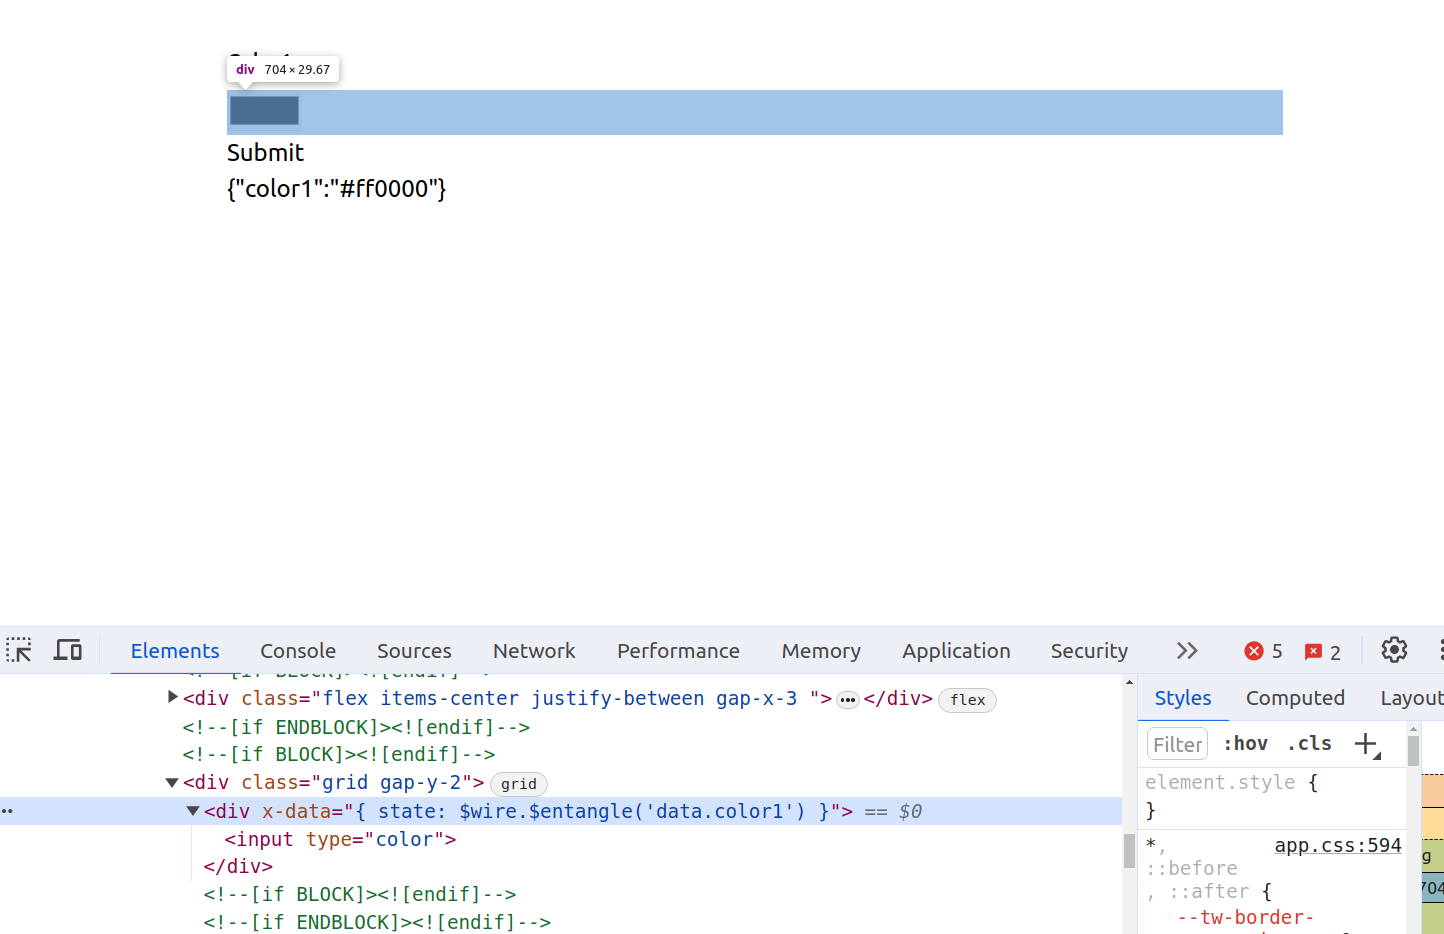 div 704 × 29.67
Submit
{"color1":"#ff0000"}
Elements Console Sources Network Performance Memory Application Security 5 2
<div class="flex items-center justify-between gap-x-3 "> </div> flex
<!--[if ENDBLOCK]><![endif]-->
<!--[if BLOCK]><![endif]-->
<div class="grid gap-y-2"> grid
<div x-data="{ state: $wire.$entangle('data.color1') }"> == $0
<input type="color">
</div>
<!--[if BLOCK]><![endif]-->
<!--[if ENDBLOCK]><![endif]-->
Styles Computed Layout
Filter :hov .cls
element.style {
}
*, app.css:594
::before
, ::after {
--tw-border-
704